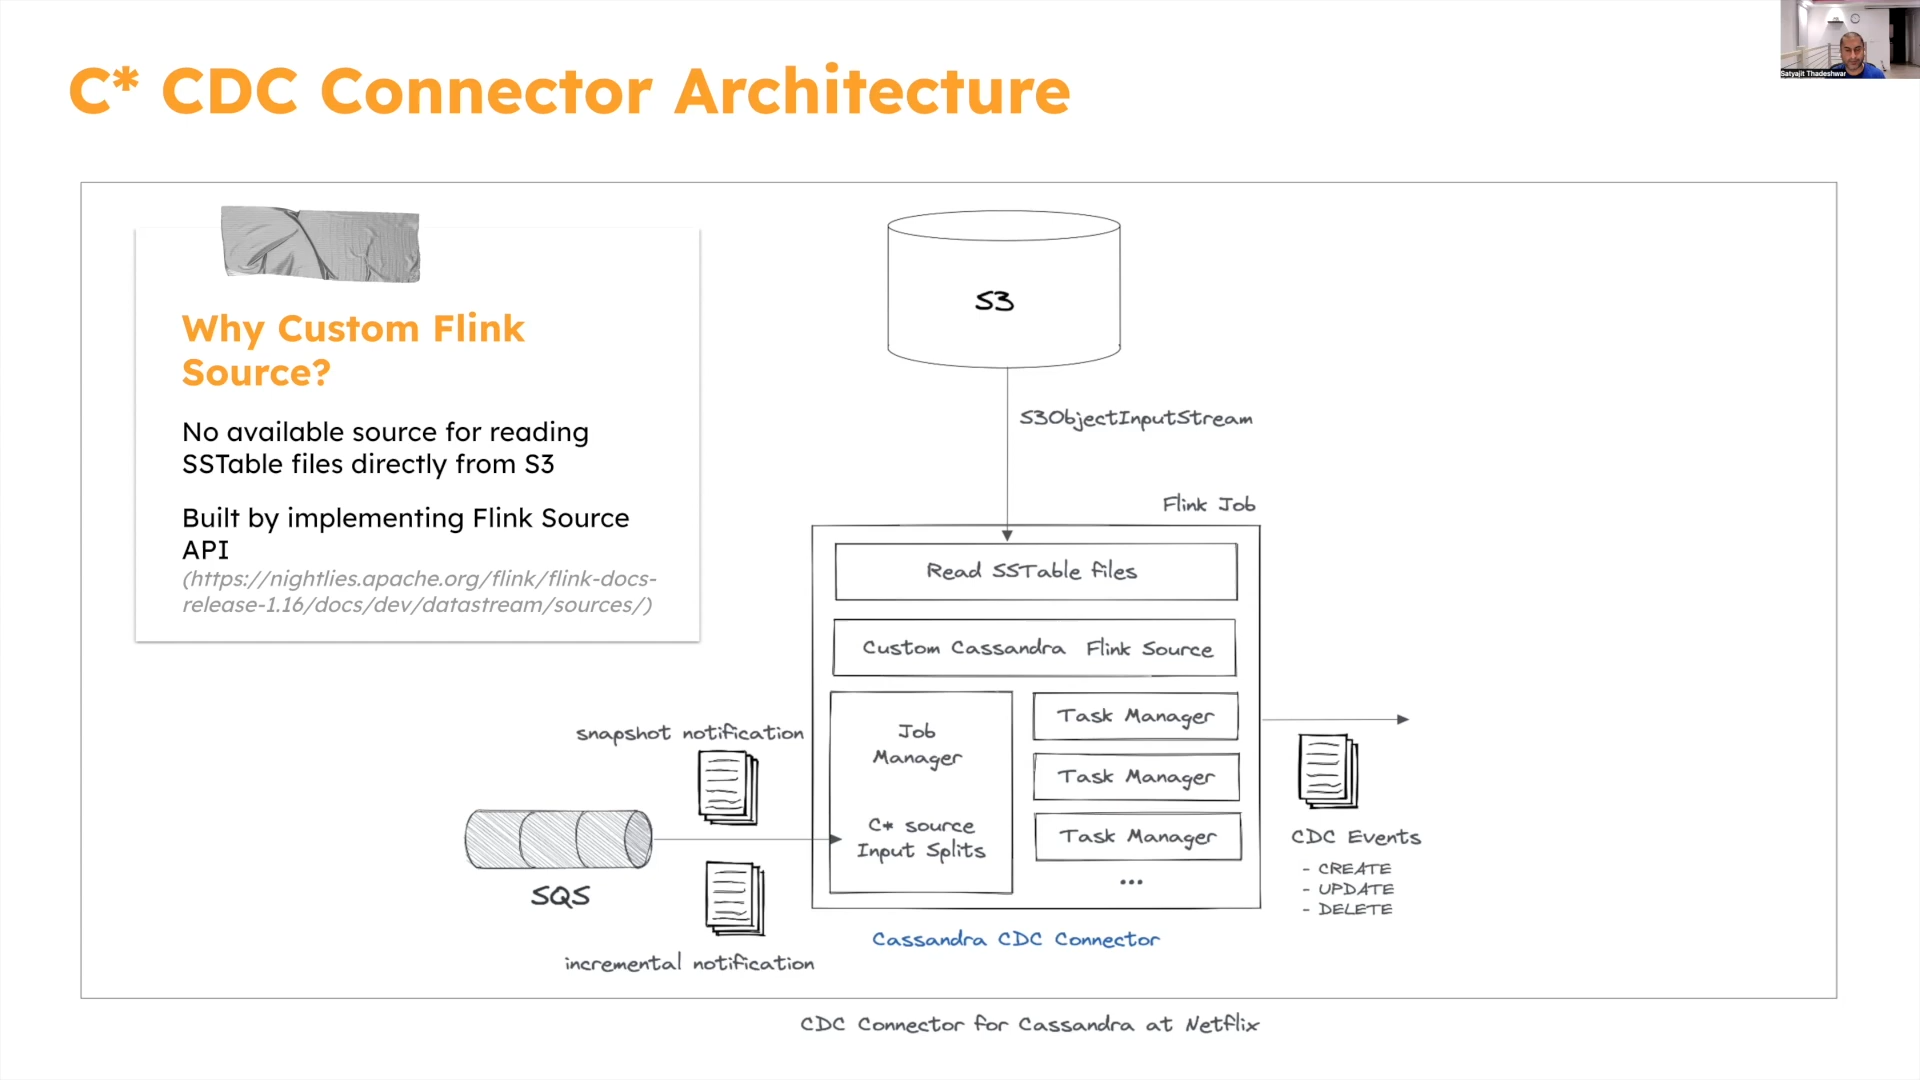 C* CDC Connector Architecture
Satyajit Thadeshwar
Why Custom Flink
Source?
No available source for reading
SSTable files directly from S3
Built by implementing Flink Source
API
(https://nightlies.apache.org/flink/flink-docs-
release-1.16/docs/dev/datastream/sources/)
S3
S3ObjectInputStream
Flink Job
Read SSTable files
Custom Cassandra Flink Source
Job
Manager
C* source
Input Splits
Task Manager
Task Manager
Task Manager
...
snapshot notification
SQS
incremental notification
CDC Events
- CREATE
- UPDATE
- DELETE
Cassandra CDC Connector
CDC Connector for Cassandra at Netflix